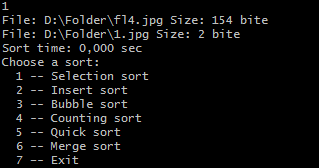 1
File: D:\Folder\fl4.jpg Size: 154 bite
File: D:\Folder\1.jpg Size: 2 bite
Sort time: 0,000 sec
Choose a sort:
1 -- Selection sort
2 -- Insert sort
3 -- Bubble sort
4 -- Counting sort
5 -- Quick sort
6 -- Merge sort
7 -- Exit